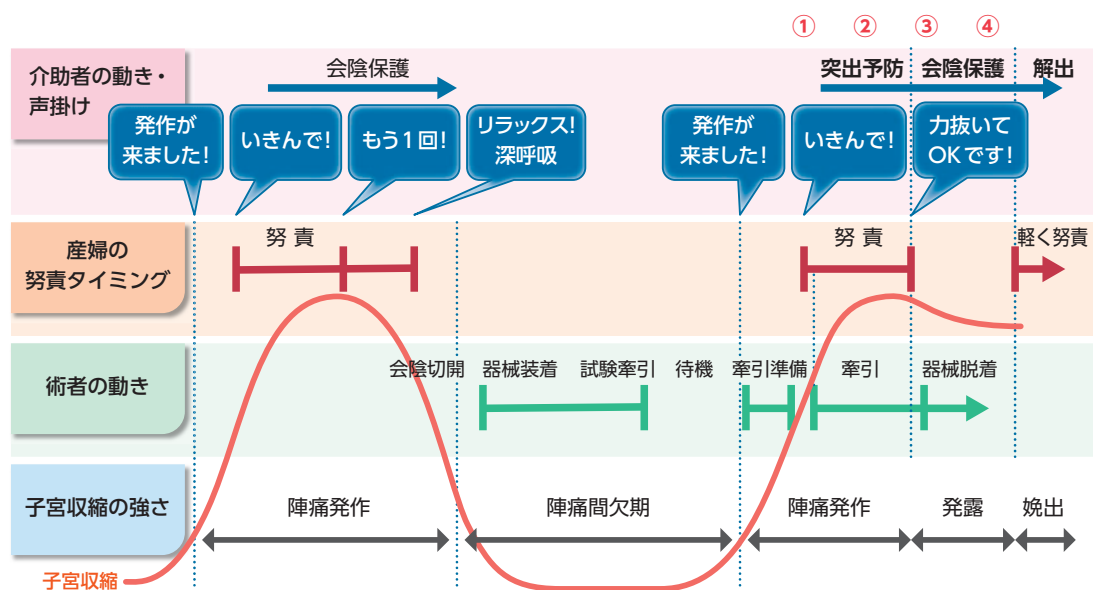 ① ② ③ ④
介助者の動き・
声掛け
会陰保護
突出予防 会陰保護 解出
発作が
来ました!
いきんで!
もう1回!
リラックス!
深呼吸
発作が
来ました!
いきんで!
力抜いて
OKです!
産婦の
努責タイミング
努 責
努 責
軽く努責
術者の動き
会陰切開 器械装着 試験牽引 待機 牽引準備 牽引 器械脱着
子宮収縮の強さ
陣痛発作 陣痛間欠期 陣痛発作 発露 娩出
子宮収縮